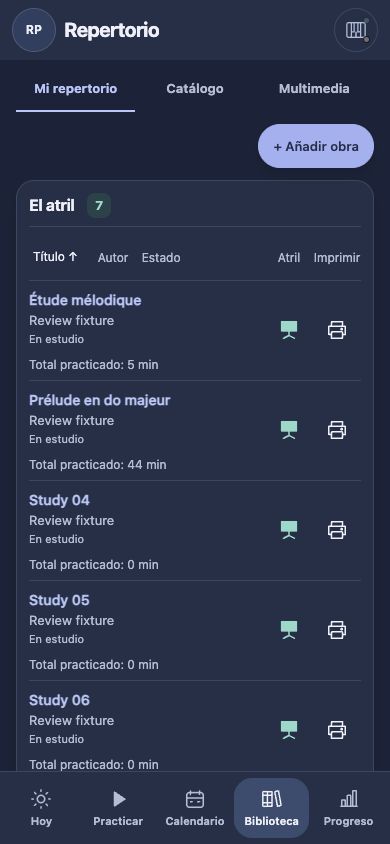 RP Repertorio
Mi repertorio Catálogo Multimedia
+ Añadir obra
El atril 7
Título ↑ Autor Estado Atril Imprimir
Étude mélodique
Review fixture
En estudio
Total practicado: 5 min
Prélude en do majeur
Review fixture
En estudio
Total practicado: 44 min
Study 04
Review fixture
En estudio
Total practicado: 0 min
Study 05
Review fixture
En estudio
Total practicado: 0 min
Study 06
Review fixture
En estudio
Total practicado: 0 min
Hoy Practicar Calendario Biblioteca Progreso